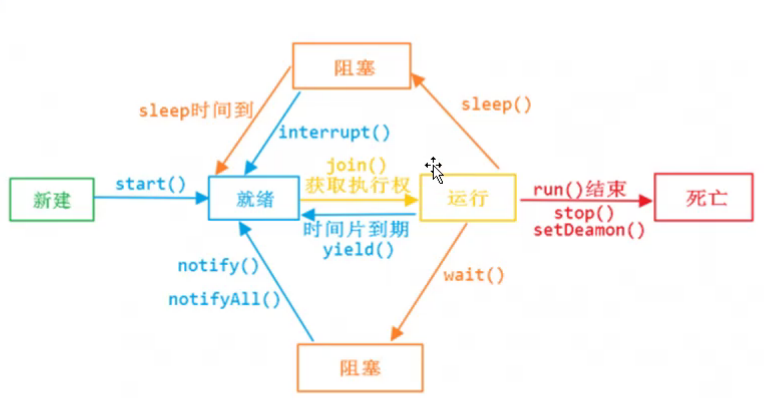 阻塞
sleep时间到
sleep()
interrupt()
join()
获取执行权
新建
start()
就绪
运行
run()结束
stop()
setDeamon()
死亡
时间片到期
yield()
notify()
notifyAll()
wait()
阻塞